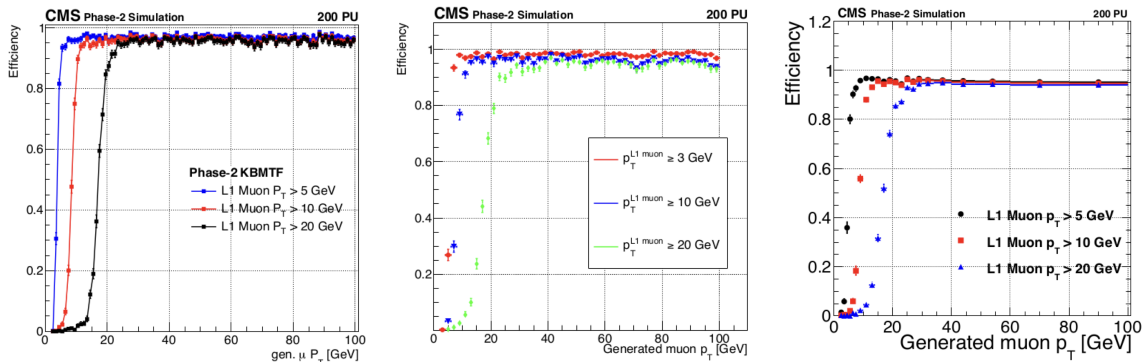 CMS Phase-2 Simulation 200 PU
Efficiency
1
0.8
0.6
0.4
0.2
0
Phase-2 KBMTF
L1 Muon P_T > 5 GeV
L1 Muon P_T > 10 GeV
L1 Muon P_T > 20 GeV
0 20 40 60 80 100
gen. μ P_T [GeV]
CMS Phase-2 Simulation 200 PU
Efficiency
1
0.8
0.6
0.4
0.2
p_T^{L1 muon} ≥ 3 GeV
p_T^{L1 muon} ≥ 10 GeV
p_T^{L1 muon} ≥ 20 GeV
0 20 40 60 80 100
Generated muon p_T [GeV]
CMS Phase-2 Simulation 200 PU
Efficiency
1.2
1
0.8
0.6
0.4
0.2
0
L1 Muon p_T > 5 GeV
L1 Muon p_T > 10 GeV
L1 Muon p_T > 20 GeV
0 20 40 60 80 100
Generated muon p_T [GeV]